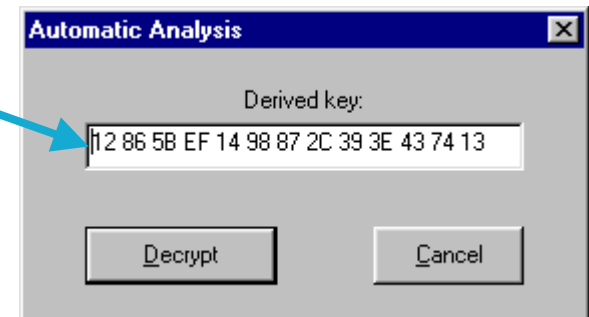 Automatic Analysis
Derived key:
12 86 5B EF 14 98 87 2C 39 3E 43 74 13
Decrypt Cancel